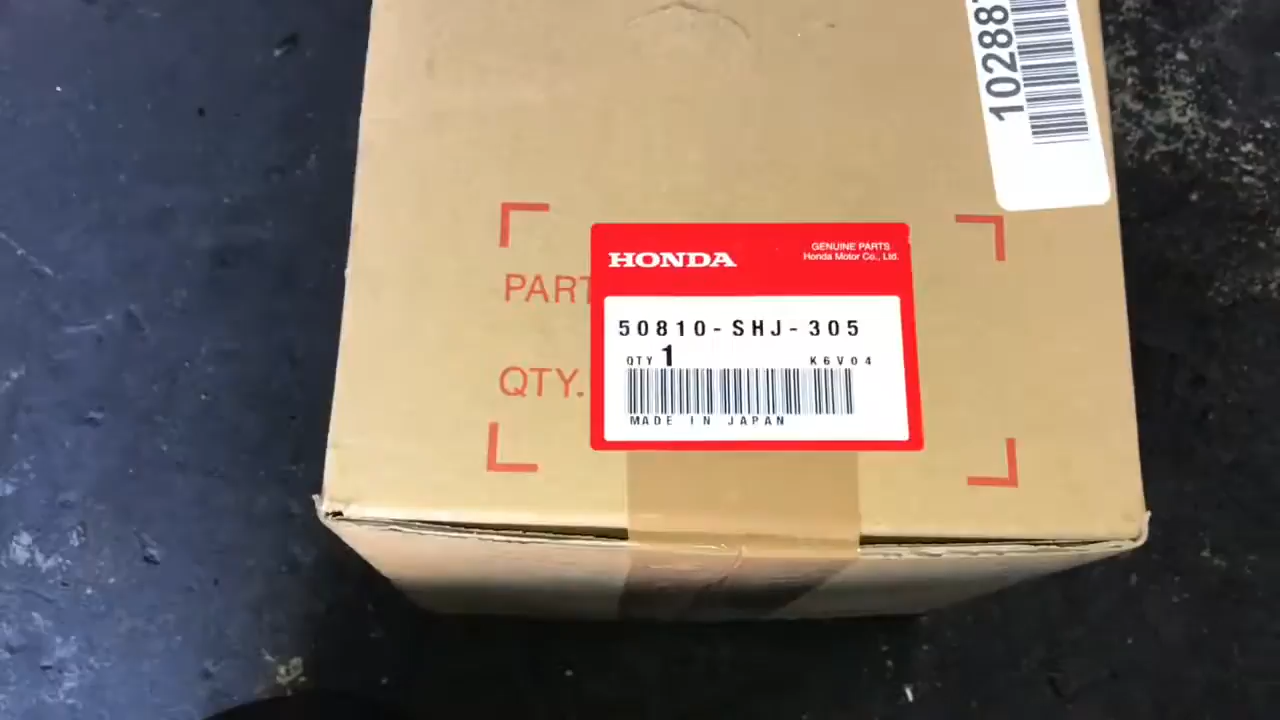 10288
HONDA
GENUINE PARTS
Honda Motor Co., Ltd.
PART
50810-SHJ-305
QTY 1
K6V04
QTY.
MADE IN JAPAN